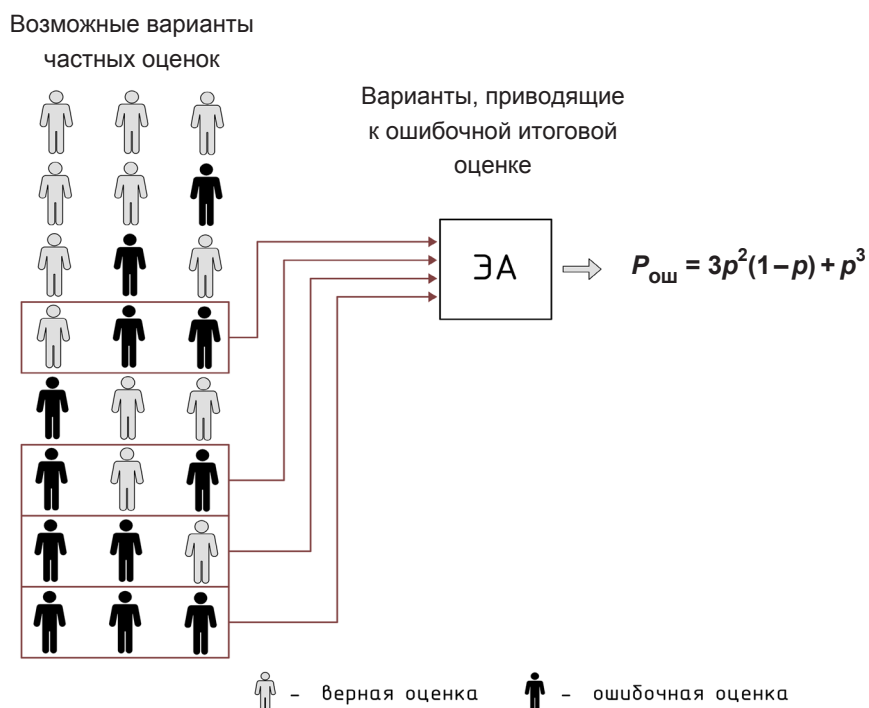 Возможные варианты
частных оценок
Варианты, приводящие
к ошибочной итоговой
оценке
ЭА
Pош = 3p²(1–p) + p³
– верная оценка
– ошибочная оценка